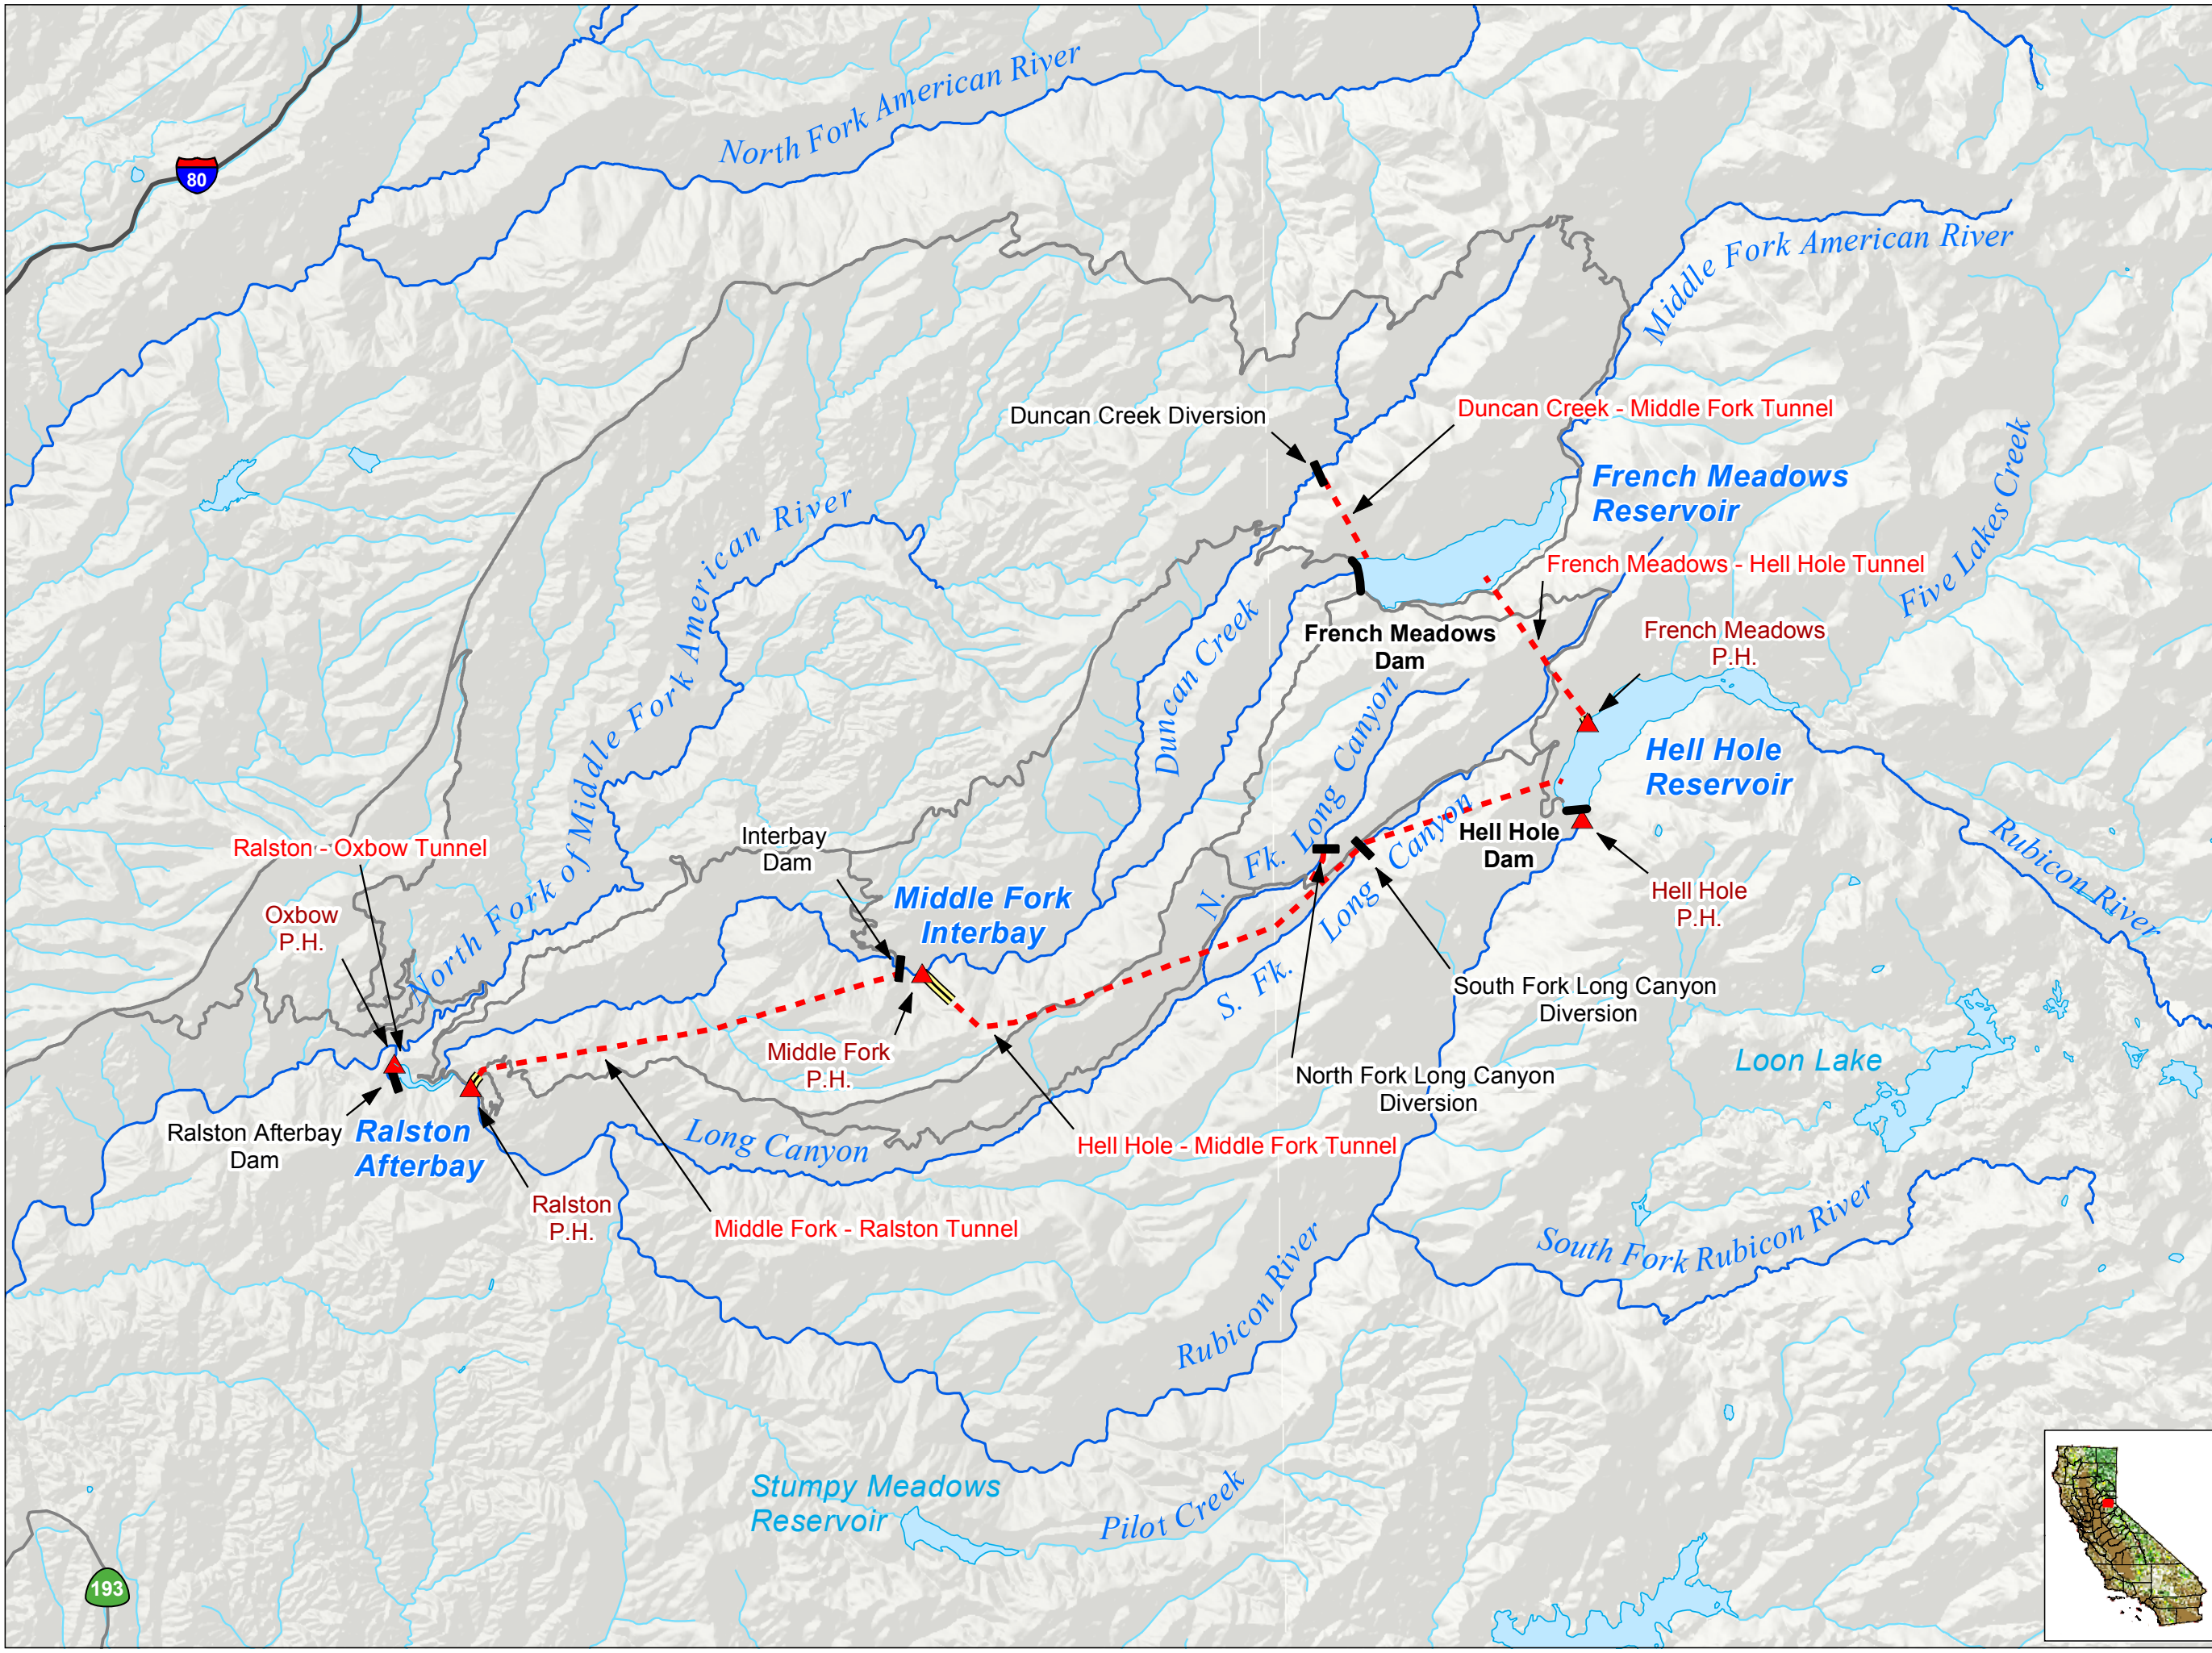 North Fork American River
80
Middle Fork American River
Duncan Creek Diversion
Duncan Creek - Middle Fork Tunnel
French Meadows
Reservoir
Five Lakes Creek
North Fork of Middle Fork American River
French Meadows - Hell Hole Tunnel
French Meadows
Dam
French Meadows
P.H.
Duncan Creek
Hell Hole
Reservoir
N. Fk. Long Canyon
Hell Hole
Dam
S. Fk. Long Canyon
Rubicon River
Interbay
Dam
Ralston - Oxbow Tunnel
Middle Fork
Interbay
Oxbow
P.H.
Hell Hole
P.H.
South Fork Long Canyon
Diversion
Middle Fork
P.H.
North Fork Long Canyon
Diversion
Loon Lake
Ralston Afterbay
Dam
Ralston
Afterbay
Long Canyon
Hell Hole - Middle Fork Tunnel
Ralston
P.H.
Middle Fork - Ralston Tunnel
South Fork Rubicon River
Rubicon River
Stumpy Meadows
Reservoir
Pilot Creek
193